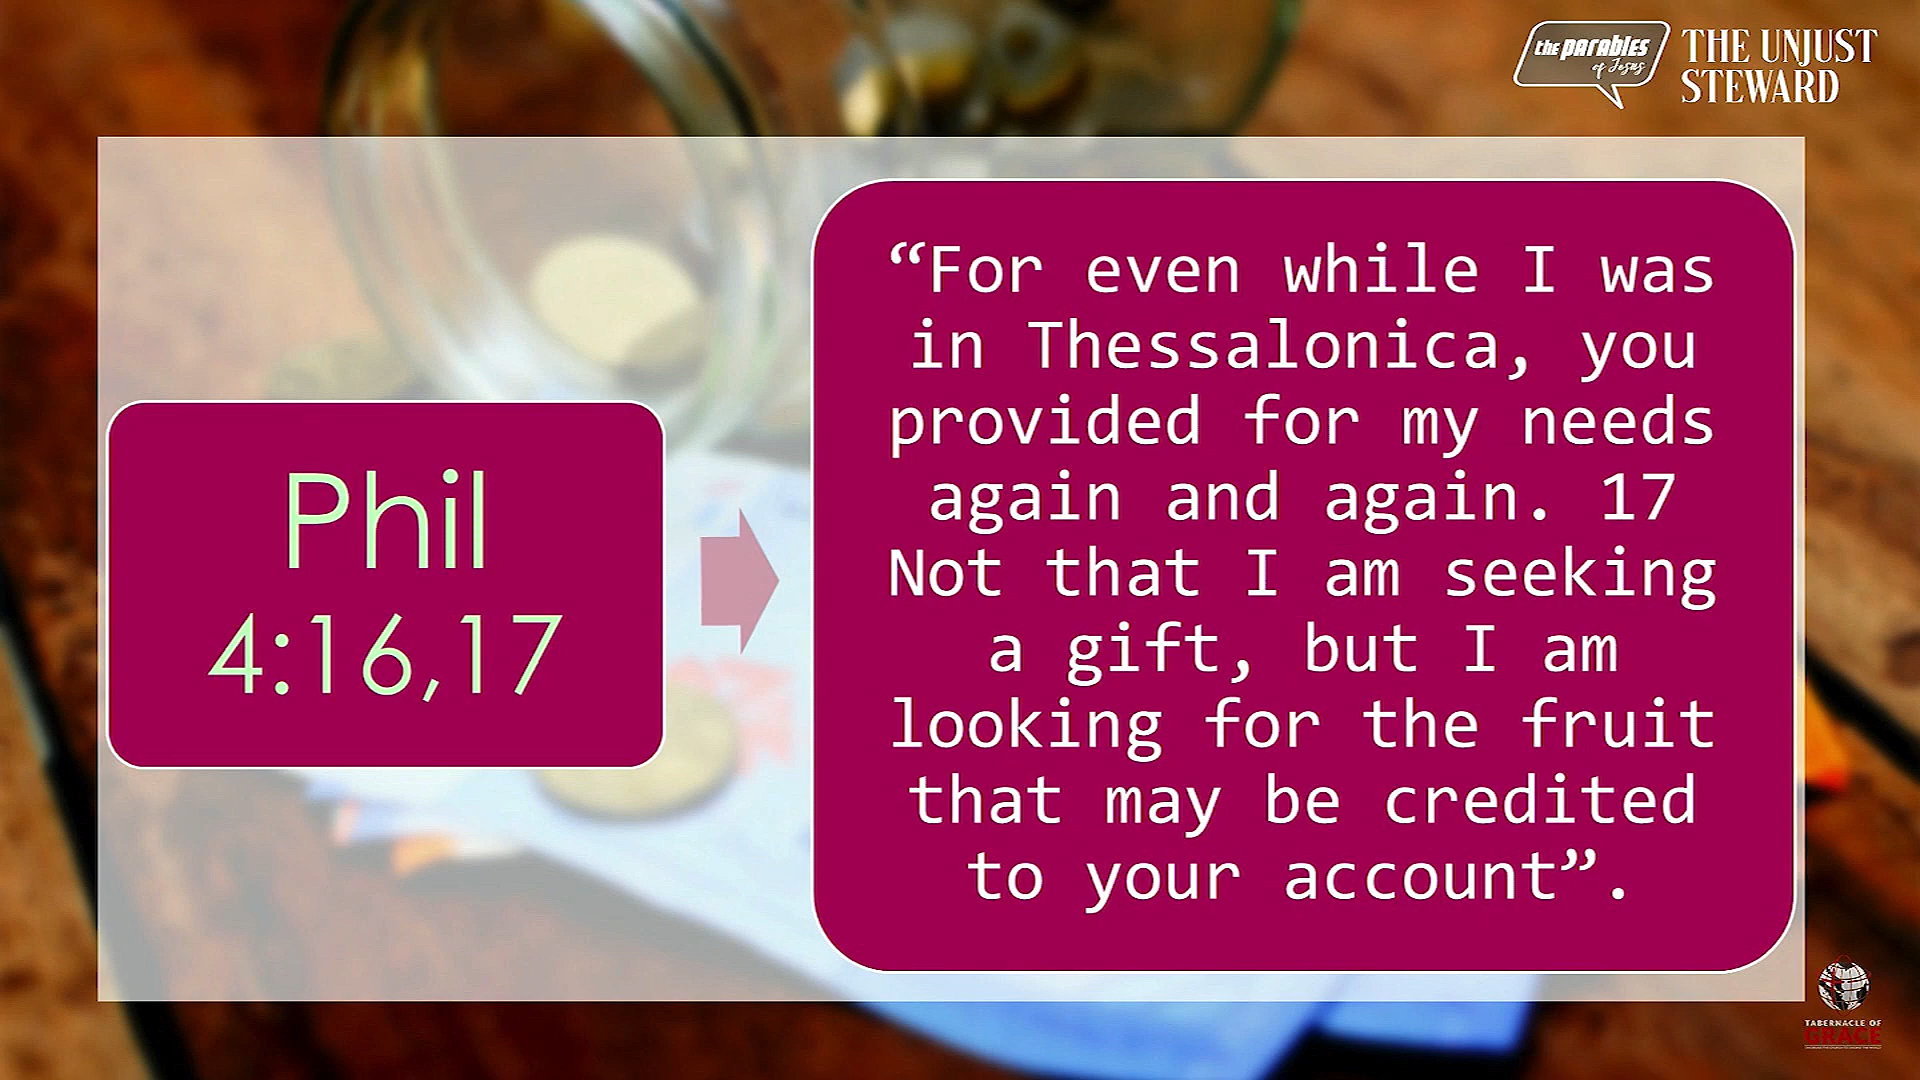 the parables
of Jesus
THE UNJUST
STEWARD
Phil
4:16,17
“For even while I was
in Thessalonica, you
provided for my needs
again and again. 17
Not that I am seeking
a gift, but I am
looking for the fruit
that may be credited
to your account”.
TABERNACLE OF
GRACE